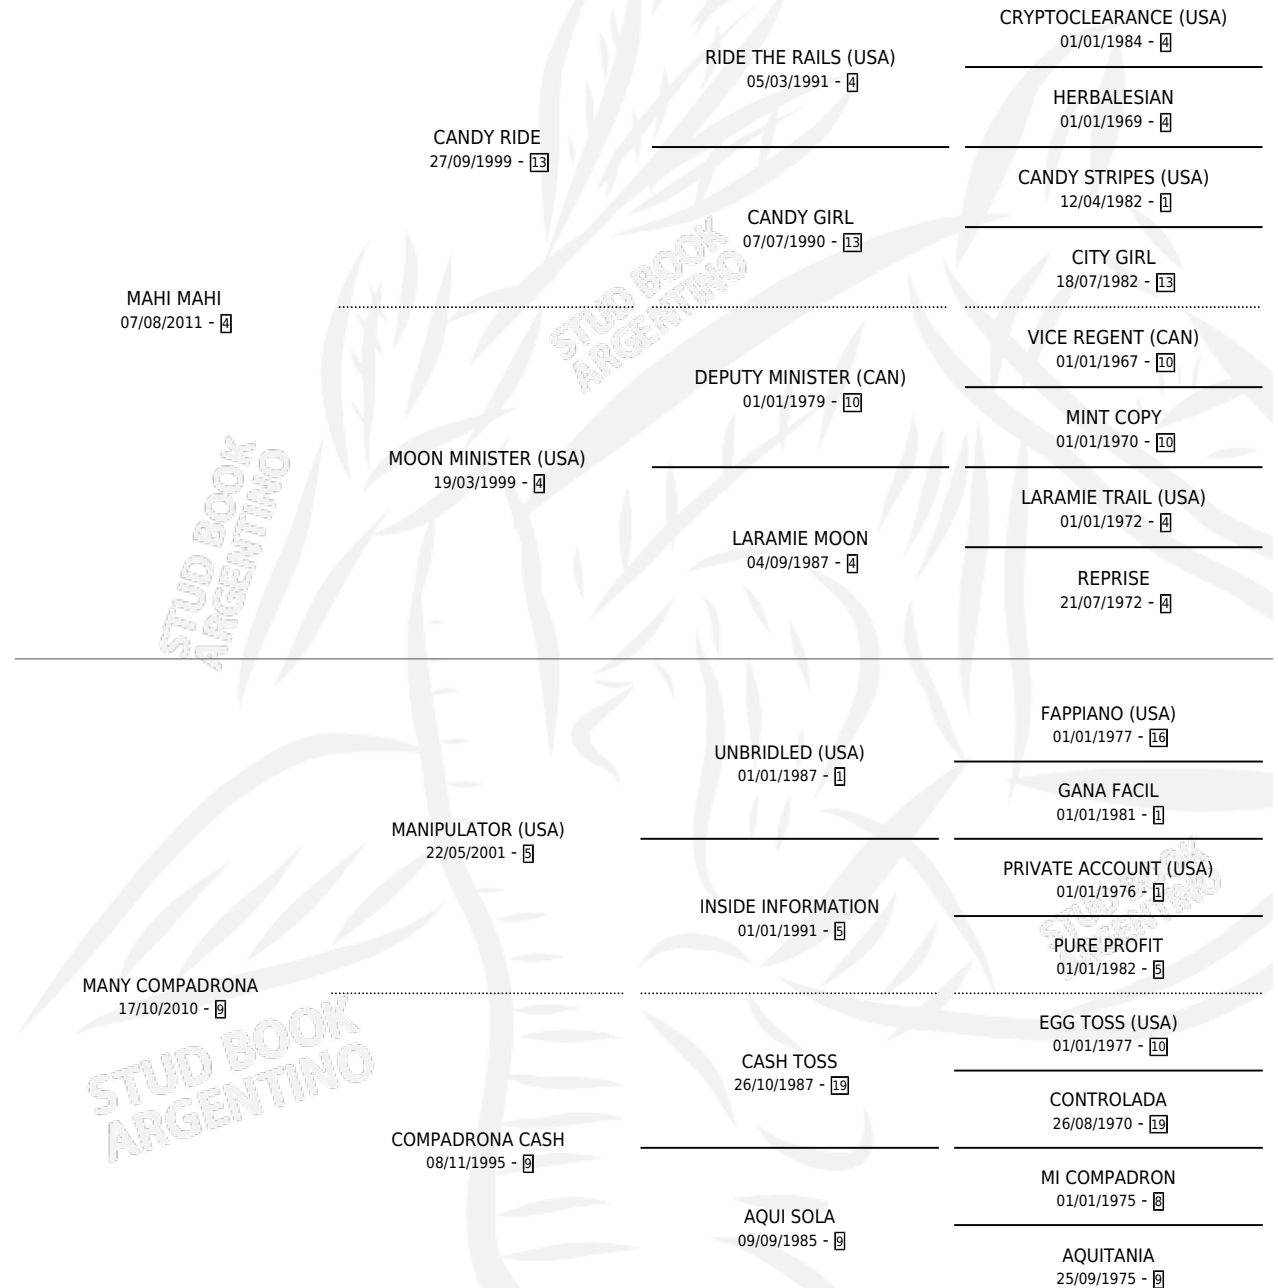 CRYPTOCLEARANCE (USA)
01/01/1984 - 4
RIDE THE RAILS (USA)
05/03/1991 - 4
HERBALESIAN
01/01/1969 - 4
CANDY RIDE
27/09/1999 - 13
CANDY STRIPES (USA)
12/04/1982 - 1
CANDY GIRL
07/07/1990 - 13
CITY GIRL
18/07/1982 - 13
MAHI MAHI
07/08/2011 - 4
VICE REGENT (CAN)
01/01/1967 - 10
DEPUTY MINISTER (CAN)
01/01/1979 - 10
MINT COPY
01/01/1970 - 10
MOON MINISTER (USA)
19/03/1999 - 4
LARAMIE TRAIL (USA)
01/01/1972 - 4
LARAMIE MOON
04/09/1987 - 4
REPRISE
21/07/1972 - 4
FAPPIANO (USA)
01/01/1977 - 16
UNBRIDLED (USA)
01/01/1987 - 1
GANA FACIL
01/01/1981 - 1
MANIPULATOR (USA)
22/05/2001 - 5
PRIVATE ACCOUNT (USA)
01/01/1976 - 1
INSIDE INFORMATION
01/01/1991 - 5
PURE PROFIT
01/01/1982 - 5
MANY COMPADRONA
17/10/2010 - 9
EGG TOSS (USA)
01/01/1977 - 10
CASH TOSS
26/10/1987 - 19
CONTROLADA
26/08/1970 - 19
COMPADRONA CASH
08/11/1995 - 9
MI COMPADRON
01/01/1975 - 8
AQUI SOLA
09/09/1985 - 9
AQUITANIA
25/09/1975 - 9
STUD BOOK
ARGENTINO
STUD BOOK
ARGENTINO
STUD BOOK
ARGENTINO
STUD BOOK
ARGENTINO